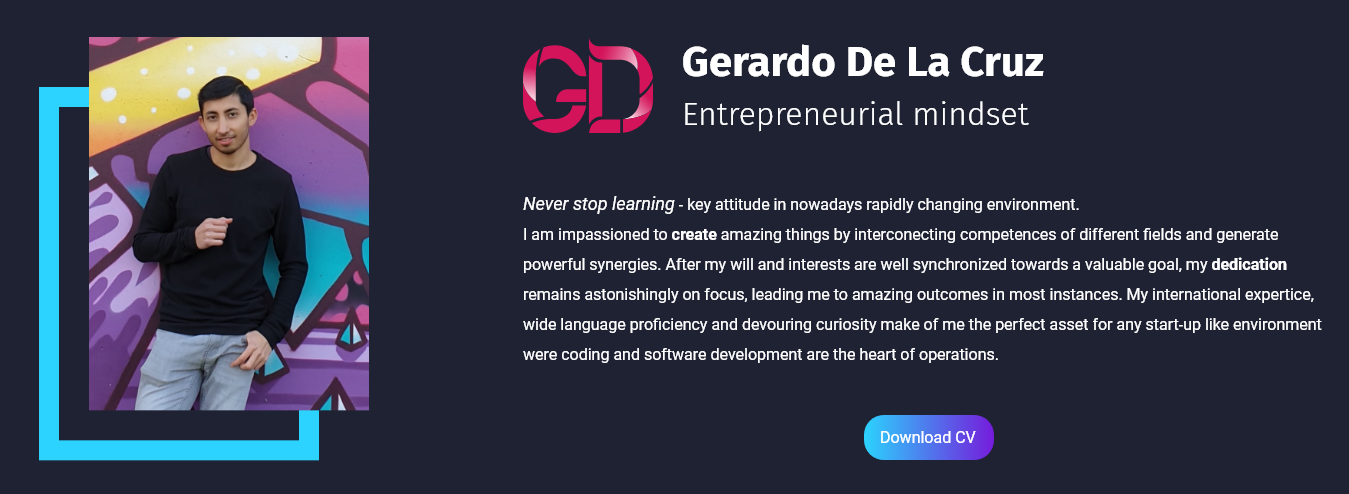 GD
Gerardo De La Cruz
Entrepreneurial mindset
Never stop learning - key attitude in nowadays rapidly changing environment.
I am impassioned to create amazing things by interconecting competences of different fields and generate
powerful synergies. After my will and interests are well synchronized towards a valuable goal, my dedication
remains astonishingly on focus, leading me to amazing outcomes in most instances. My international expertice,
wide language proficiency and devouring curiosity make of me the perfect asset for any start-up like environment
were coding and software development are the heart of operations.
Download CV